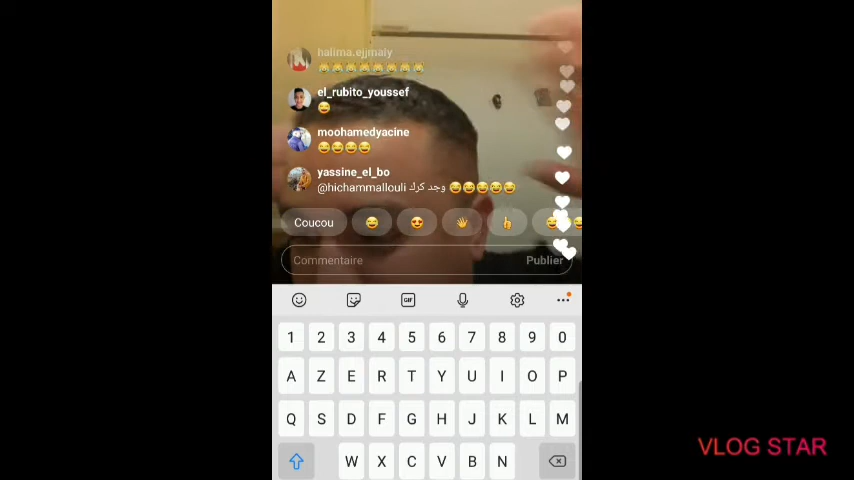 halima.ejjmaly
😂😂😂😂😂😂😂😂
el_rubito_youssef
😂
moohamedyacine
😂😂😂😂
yassine_el_bo
@hichammallouli وجد كرك 😂😂😂😂😂
Coucou 😂 😍 👋 👍 😂
Commentaire Publier
GIF
1 2 3 4 5 6 7 8 9 0
A Z E R T Y U I O P
Q S D F G H J K L M
W X C V B N
VLOG STAR